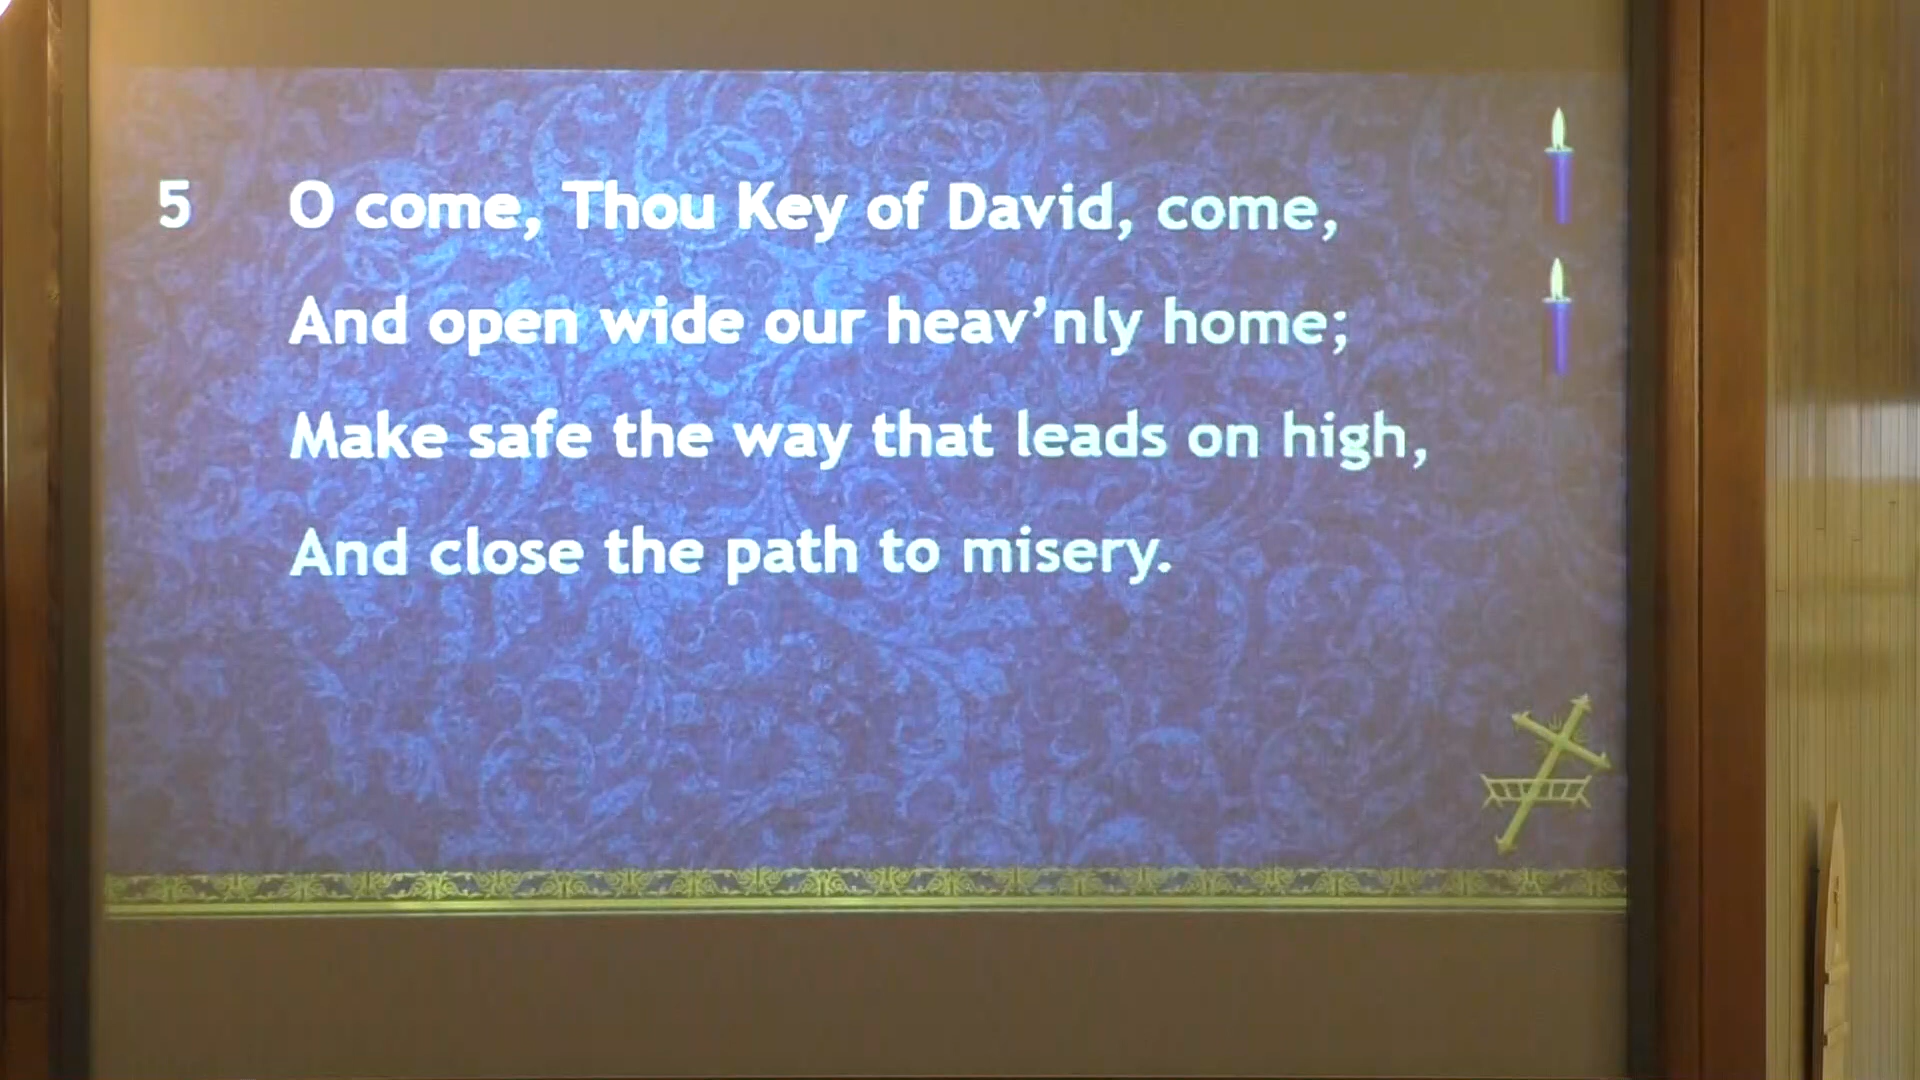 5 O come, Thou Key of David, come,
And open wide our heav’nly home;
Make safe the way that leads on high,
And close the path to misery.